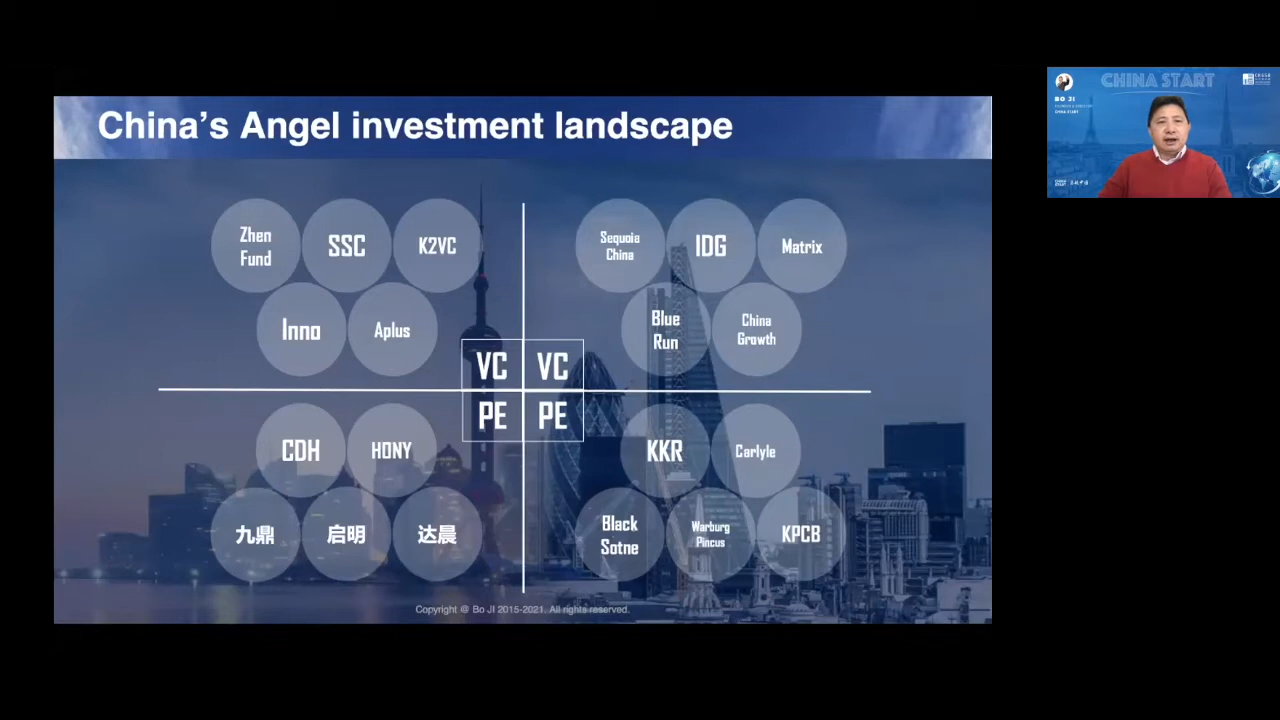 China's Angel investment landscape
Zhen
Fund
SSC
K2VC
Inno
Aplus
Sequoia
China
IDG
Matrix
Blue
Run
China
Growth
VC
VC
PE
PE
CDH
HONY
九鼎
启明
达晨
KKR
Carlyle
Black
Sotne
Warburg
Pincus
KPCB
Copyright @ Bo JI 2015-2021. All rights reserved.
CHINA START
BO JI
CHINA START